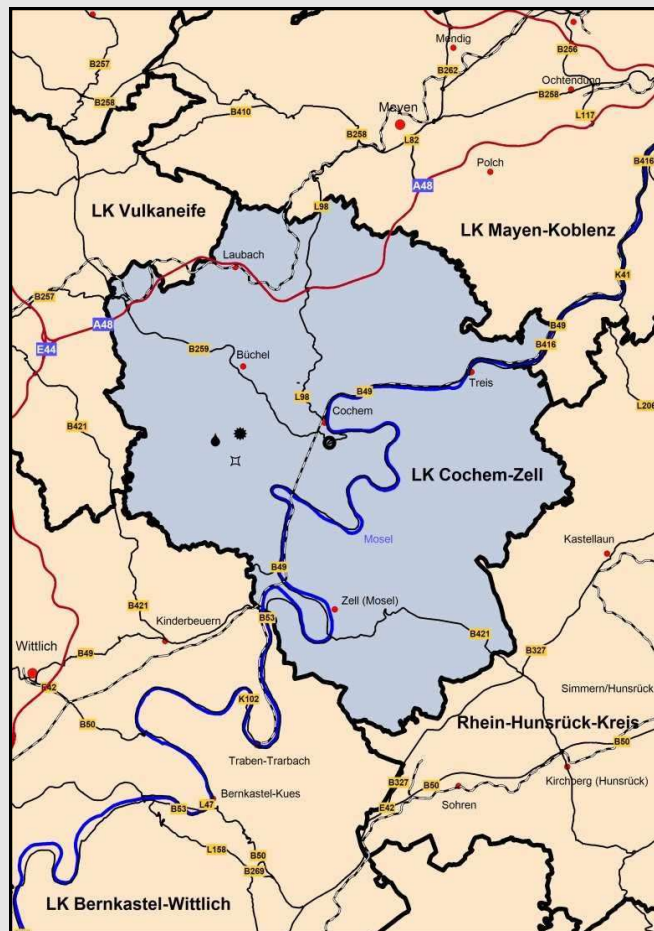 Mendig
B257
B256
B262
Ochtendung
B258
B258
B410
Mayen
L117
B258
L82
B416
Polch
A48
LK Vulkaneife
L98
LK Mayen-Koblenz
Laubach
K41
B257
A48
B49
E44
B416
B259
Büchel
Treis
B49
L98
L206
Cochem
B421
LK Cochem-Zell
Mosel
Kastellaun
B49
Zell (Mosel)
B421
B53
Kinderbeuern
B421
Wittlich
B49
B327
E42
Simmern/Hunsrück
K102
B50
Rhein-Hunsrück-Kreis
B50
Traben-Trarbach
B327
B50
Kirchberg (Hunsrück)
Bernkastel-Kues
B53
L47
E42
Sohren
L158
B50
B269
LK Bernkastel-Wittlich